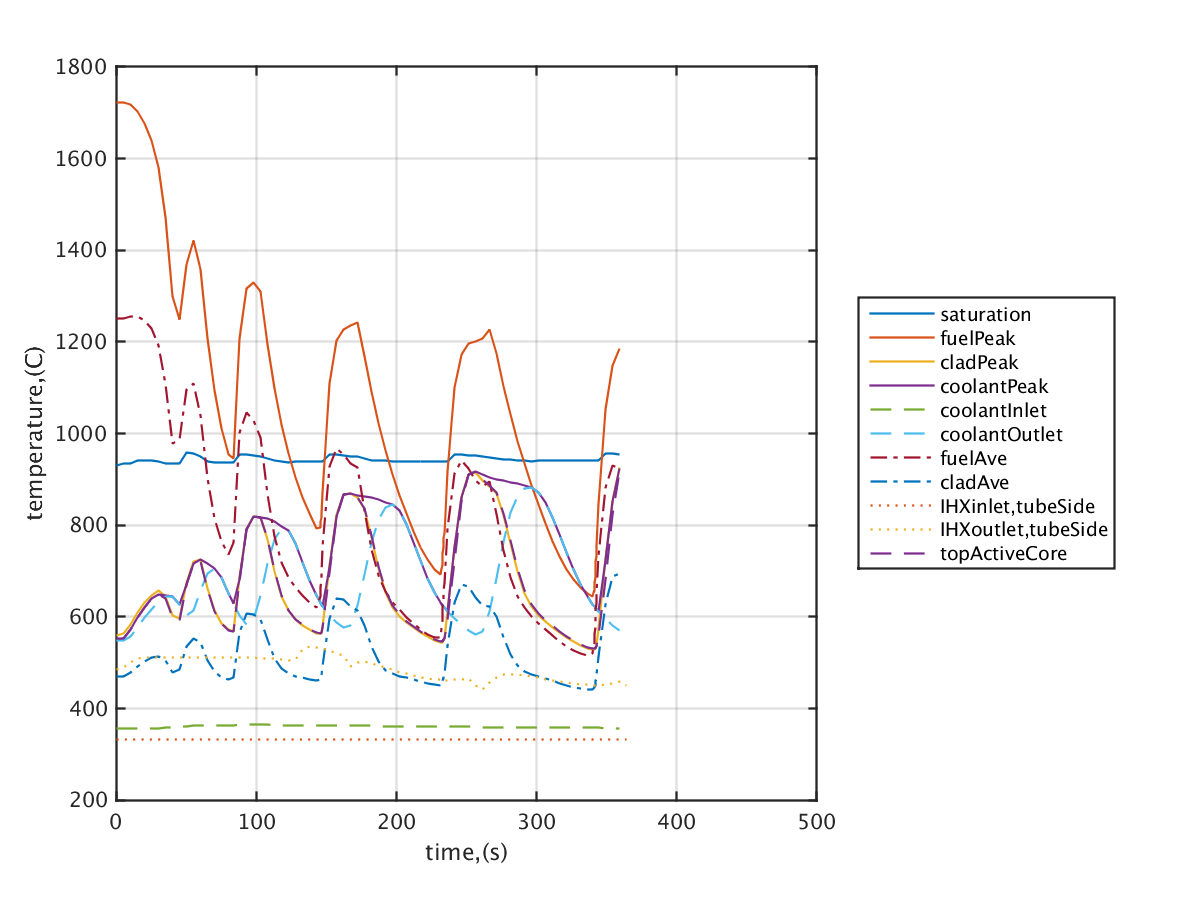 1800
1600
1400
1200
1000
800
600
400
200
0
100
200
300
400
500
temperature,(C)
time,(s)
saturation
fuelPeak
cladPeak
coolantPeak
coolantInlet
coolantOutlet
fuelAve
cladAve
IHXinlet,tubeSide
IHXoutlet,tubeSide
topActiveCore